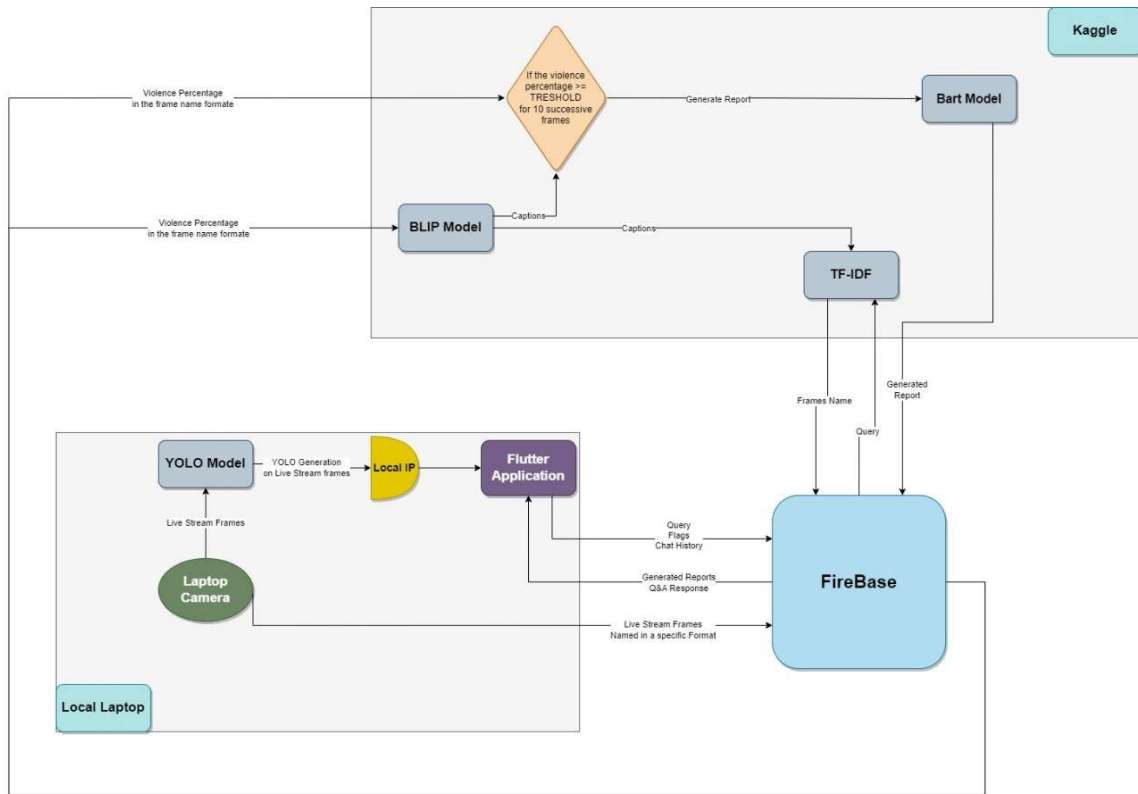 Kaggle
If the violence
percentage >=
TRESHOLD
for 10 successive
frames
Violence Percentage
in the frame name formate
Generate Report
Bart Model
Violence Percentage
in the frame name formate
BLIP Model
Captions
Captions
TF-IDF
Frames Name
Query
Generated
Report
YOLO Model
YOLO Generation
on Live Stream frames
Local IP
Flutter
Application
Live Stream Frames
Laptop
Camera
Query
Flags
Chat History
Generated Reports
Q&A Response
Live Stream Frames
Named in a specific Format
FireBase
Local Laptop